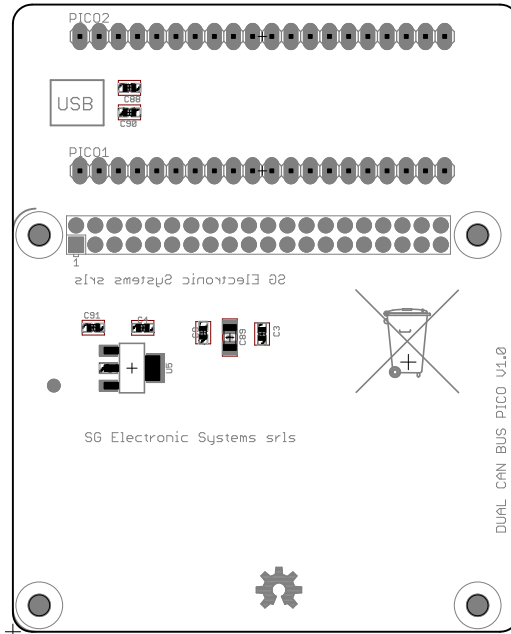 PICO2
USB
C88
C90
PICO1
1
SG Electronic Systems srls
C91
C4
C89
C3
U5
SG Electronic Systems srls
DUAL CAN BUS PICO V1.0